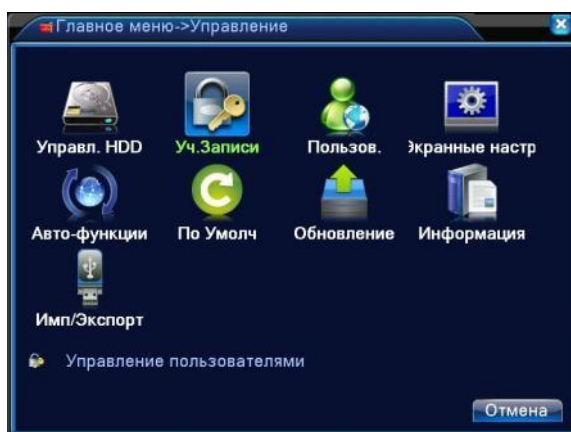 Главное меню->Управление
Управл. HDD Уч.Записи Пользов. Экранные настр
Авто-функции По Умолч Обновление Информация
Имп/Экспорт
Управление пользователями
Отмена